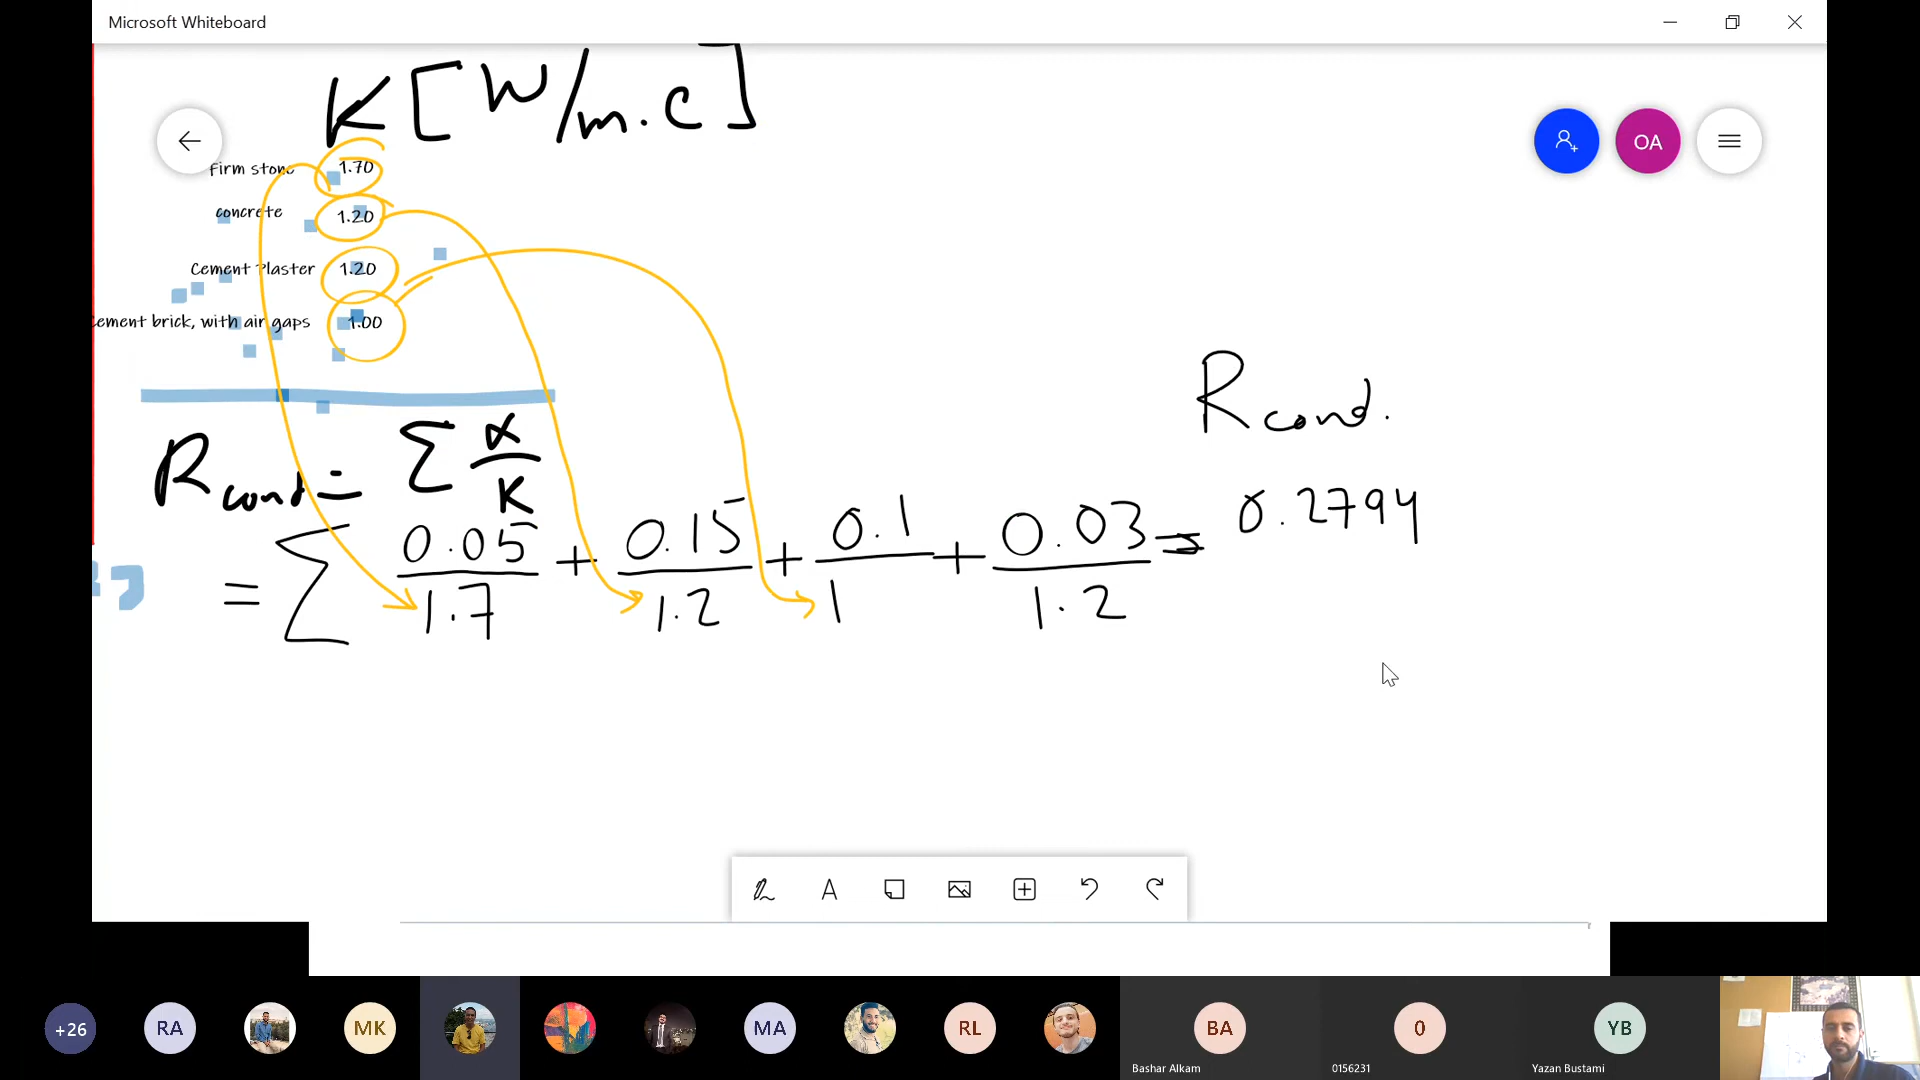 Microsoft Whiteboard
K [W/m.c]
OA
Firm stone 1.70
concrete 1.20
Cement Plaster 1.20
cement brick, with air gaps 1.00
Rcond.
Rcond = Σ x/K
= Σ 0.05/1.7 + 0.15/1.2 + 0.1/1 + 0.03/1.2 = 0.2794
+26
RA
MK
MA
RL
BA
0
YB
Bashar Alkam
0156231
Yazan Bustami